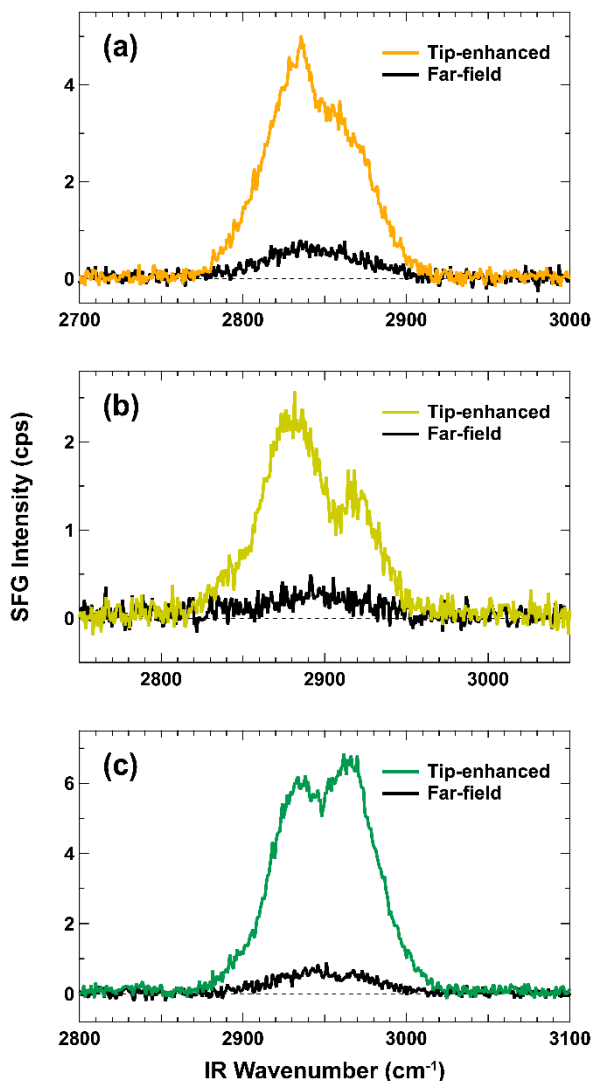 (a)
Tip-enhanced
Far-field
4
2
0
2700 2800 2900 3000
(b)
Tip-enhanced
Far-field
2
1
0
2800 2900 3000
SFG Intensity (cps)
(c)
Tip-enhanced
Far-field
6
4
2
0
2800 2900 3000 3100
IR Wavenumber (cm⁻¹)